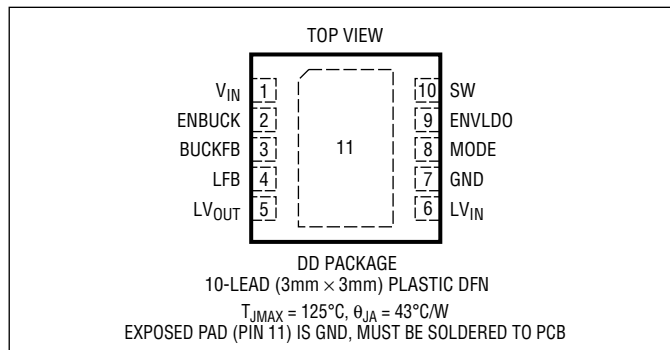 TOP VIEW
VIN 1
ENBUCK 2
BUCKFB 3
LFB 4
LVOUT 5
11
10 SW
9 ENVLDO
8 MODE
7 GND
6 LVIN
DD PACKAGE
10-LEAD (3mm × 3mm) PLASTIC DFN
TJMAX = 125°C, θJA = 43°C/W
EXPOSED PAD (PIN 11) IS GND, MUST BE SOLDERED TO PCB